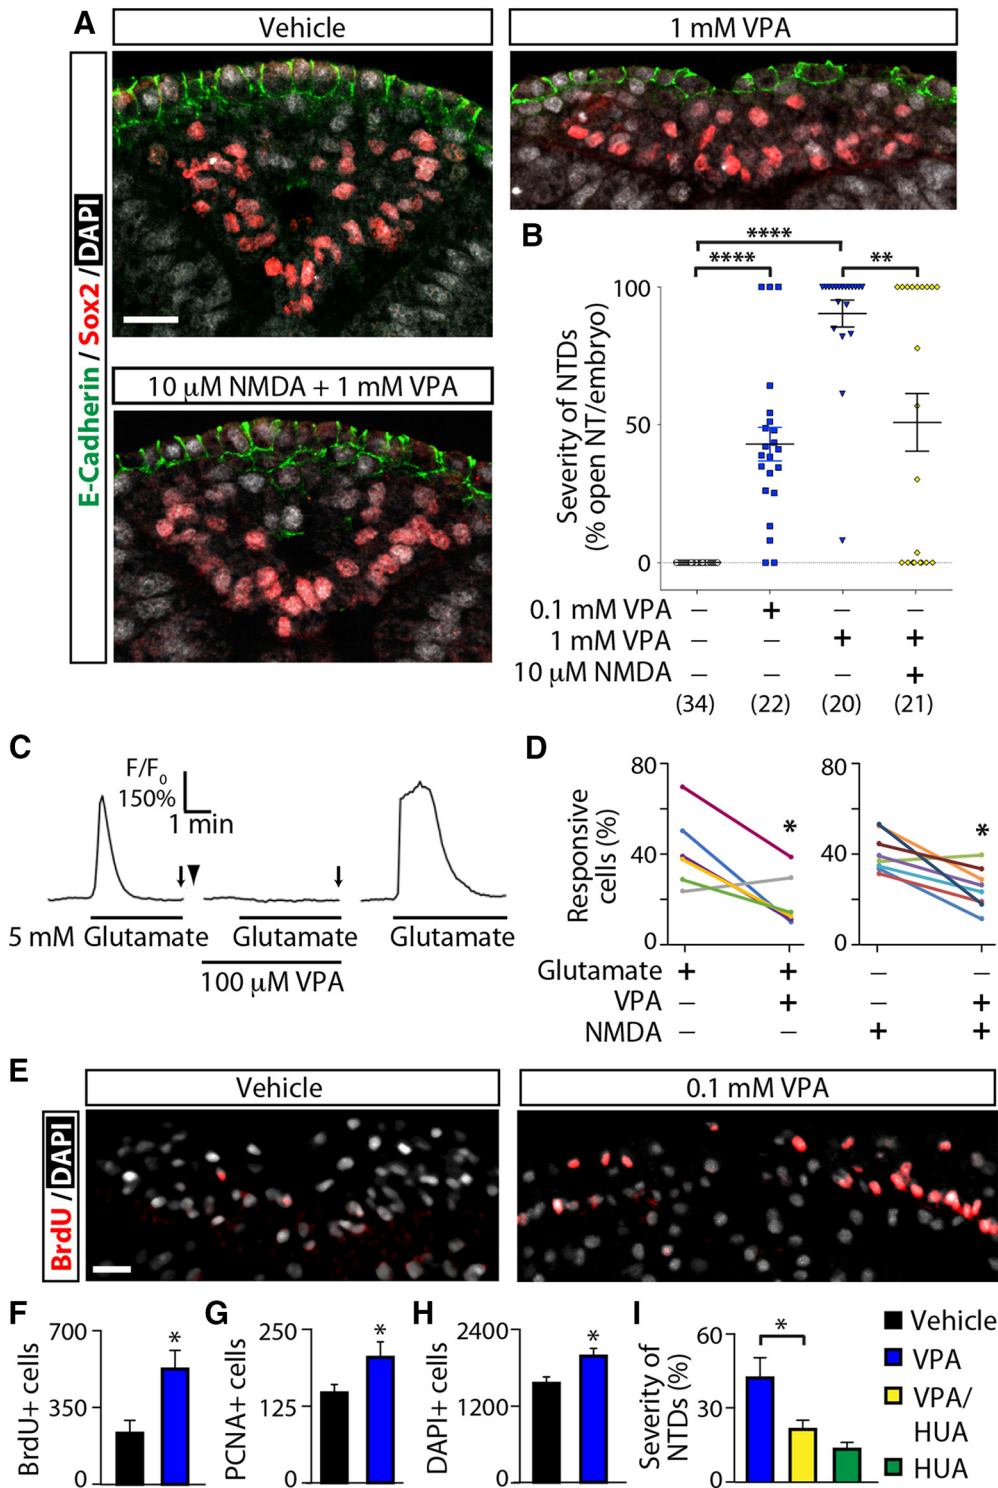 A
Vehicle
1 mM VPA
E-Cadherin / Sox2 / DAPI
10 µM NMDA + 1 mM VPA
B
****
****
**
Severity of NTDs
(% open NT/embryo)
100
50
0
0.1 mM VPA − + − −
1 mM VPA − − + +
10 µM NMDA − − − +
(34) (22) (20) (21)
C
F/F0
150%
1 min
5 mM Glutamate Glutamate Glutamate
100 µM VPA
D
Responsive
cells (%)
80
40
0
*
80
40
0
*
Glutamate + + − −
VPA − + − +
NMDA − − + +
E
Vehicle
0.1 mM VPA
BrdU / DAPI
F
BrdU+ cells
700
350
0
*
G
PCNA+ cells
250
125
0
*
H
DAPI+ cells
2400
1200
0
*
I
Severity of
NTDs (%)
60
30
0
*
Vehicle
VPA
VPA/
HUA
HUA